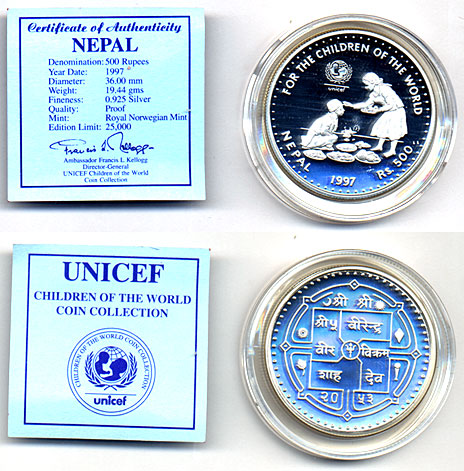 Certificate of Authenticity
NEPAL
Denomination: 500 Rupees
Year Date: 1997
Diameter: 36.00 mm
Weight: 19.44 gms
Fineness: 0.925 Silver
Quality: Proof
Mint: Royal Norwegian Mint
Edition Limit: 25,000
Francis L. Kellogg
Ambassador Francis L. Kellogg
Director-General
UNICEF Children of the World
Coin Collection
FOR THE CHILDREN OF THE WORLD
unicef
NEPAL
1997
Rs. 500
UNICEF
CHILDREN OF THE WORLD
COIN COLLECTION
CHILDREN OF THE WORLD COIN COLLECTION
unicef
श्री श्री
श्री ५ वीरेन्द्र
वीर विक्रम
शाह देव
२० ५३